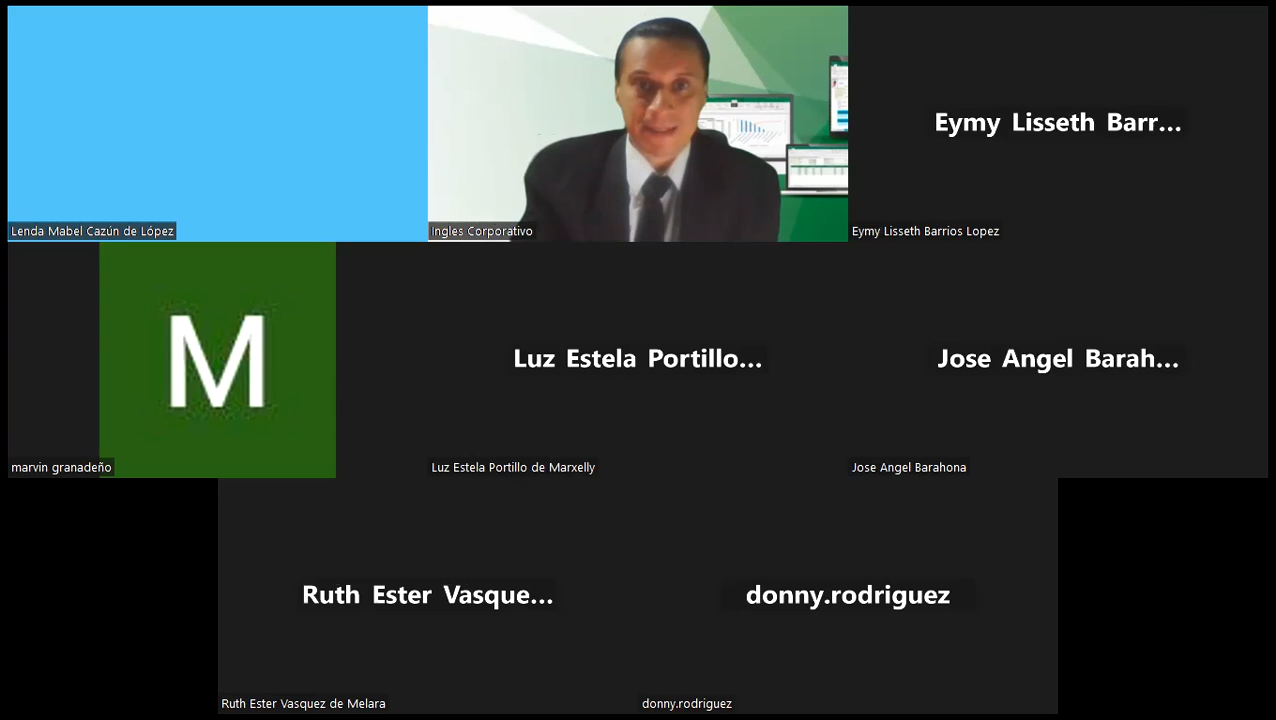 Lenda Mabel Cazún de López
Ingles Corporativo
Eymy Lisseth Barr...
Eymy Lisseth Barrios Lopez
M
marvin granadeño
Luz Estela Portillo...
Luz Estela Portillo de Marxelly
Jose Angel Barah...
Jose Angel Barahona
Ruth Ester Vasque...
Ruth Ester Vasquez de Melara
donny.rodriguez
donny.rodriguez